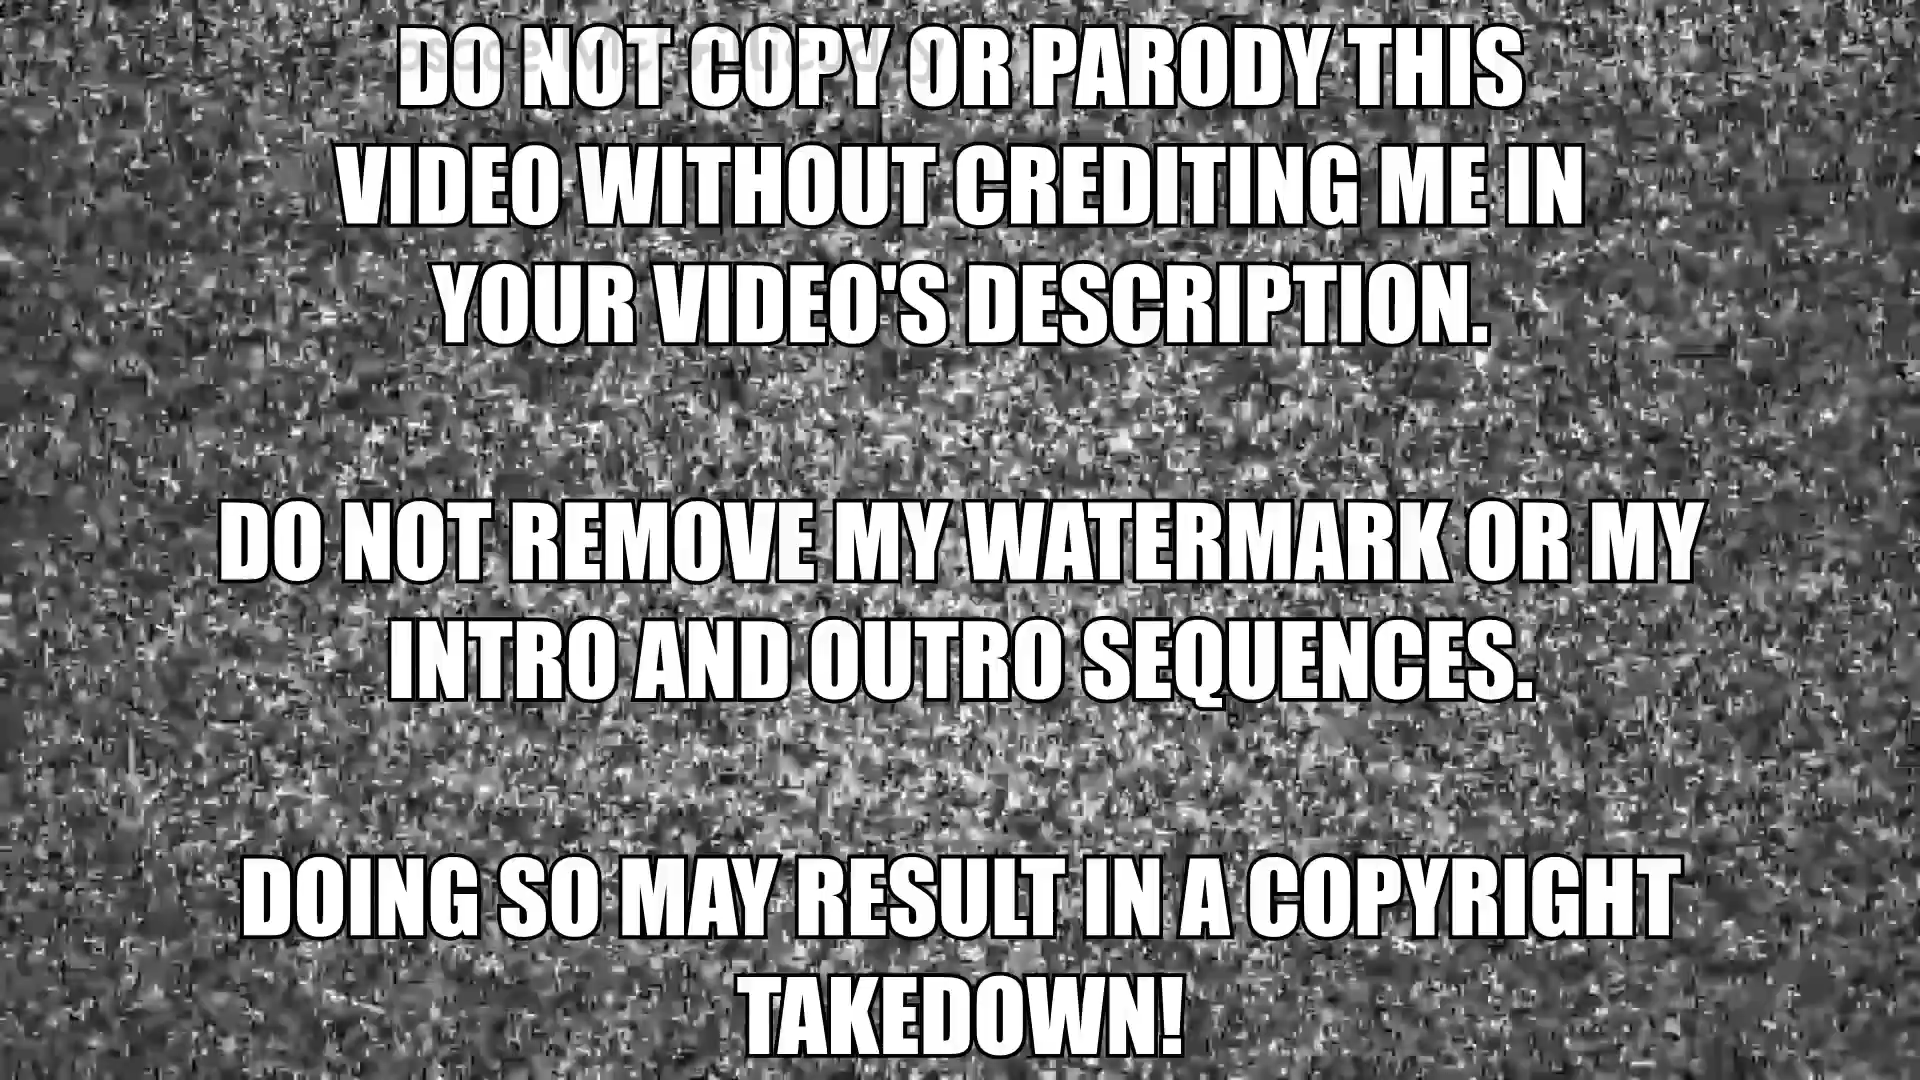 DO NOT COPY OR PARODY THIS
VIDEO WITHOUT CREDITING ME IN
YOUR VIDEO'S DESCRIPTION.
DO NOT REMOVE MY WATERMARK OR MY
INTRO AND OUTRO SEQUENCES.
DOING SO MAY RESULT IN A COPYRIGHT
TAKEDOWN!